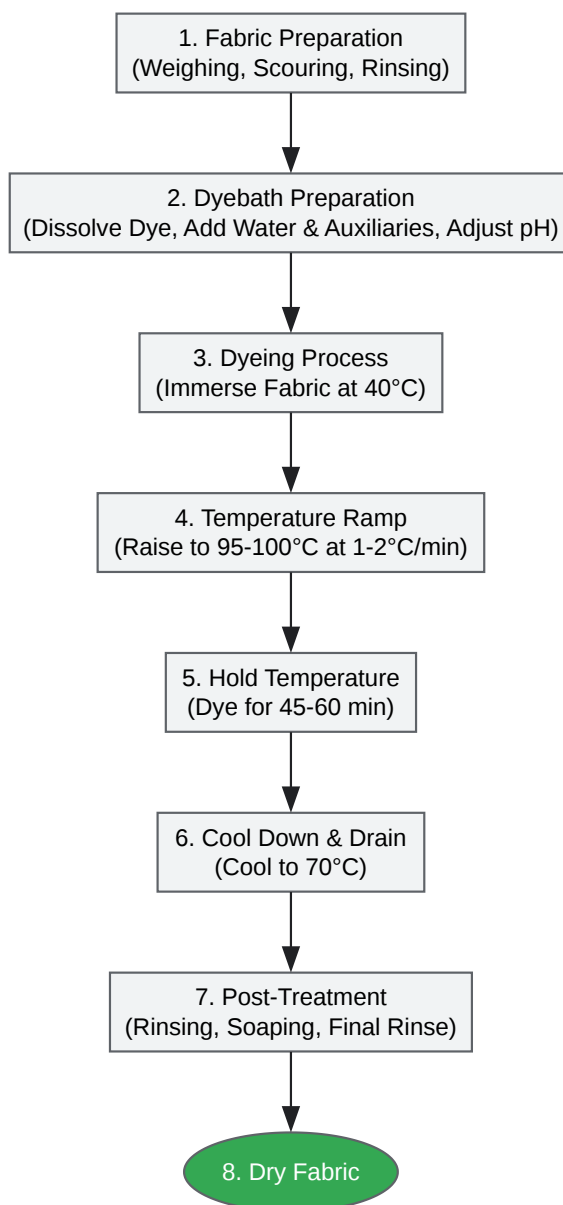 1. Fabric Preparation
(Weighing, Scouring, Rinsing)
2. Dyebath Preparation
(Dissolve Dye, Add Water & Auxiliaries, Adjust pH)
3. Dyeing Process
(Immerse Fabric at 40°C)
4. Temperature Ramp
(Raise to 95-100°C at 1-2°C/min)
5. Hold Temperature
(Dye for 45-60 min)
6. Cool Down & Drain
(Cool to 70°C)
7. Post-Treatment
(Rinsing, Soaping, Final Rinse)
8. Dry Fabric